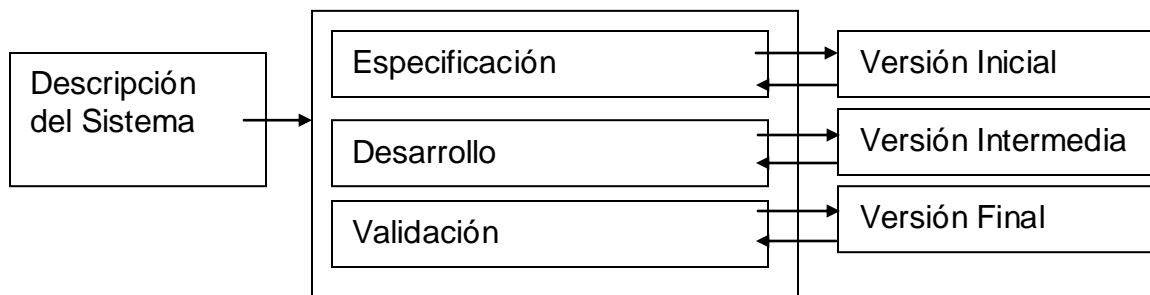 Descripción
del Sistema
Especificación
Desarrollo
Validación
Versión Inicial
Versión Intermedia
Versión Final